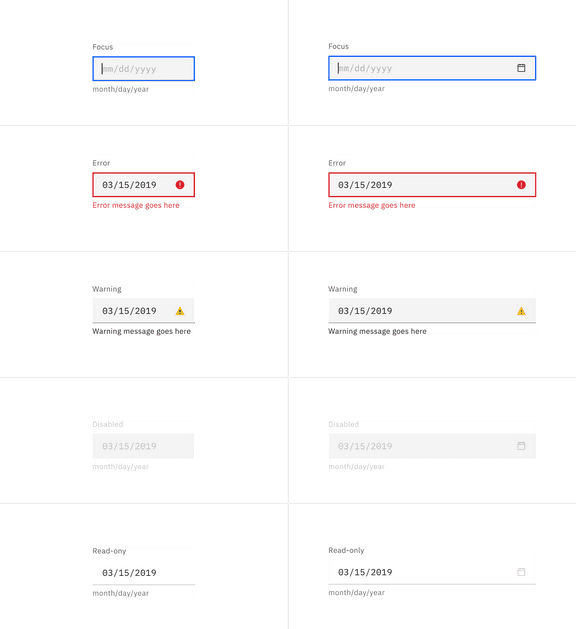 Focus
mm/dd/yyyy
month/day/year
Focus
mm/dd/yyyy
month/day/year
Error
03/15/2019
Error message goes here
Error
03/15/2019
Error message goes here
Warning
03/15/2019
Warning message goes here
Warning
03/15/2019
Warning message goes here
Disabled
03/15/2019
month/day/year
Disabled
03/15/2019
month/day/year
Read-ony
03/15/2019
month/day/year
Read-only
03/15/2019
month/day/year